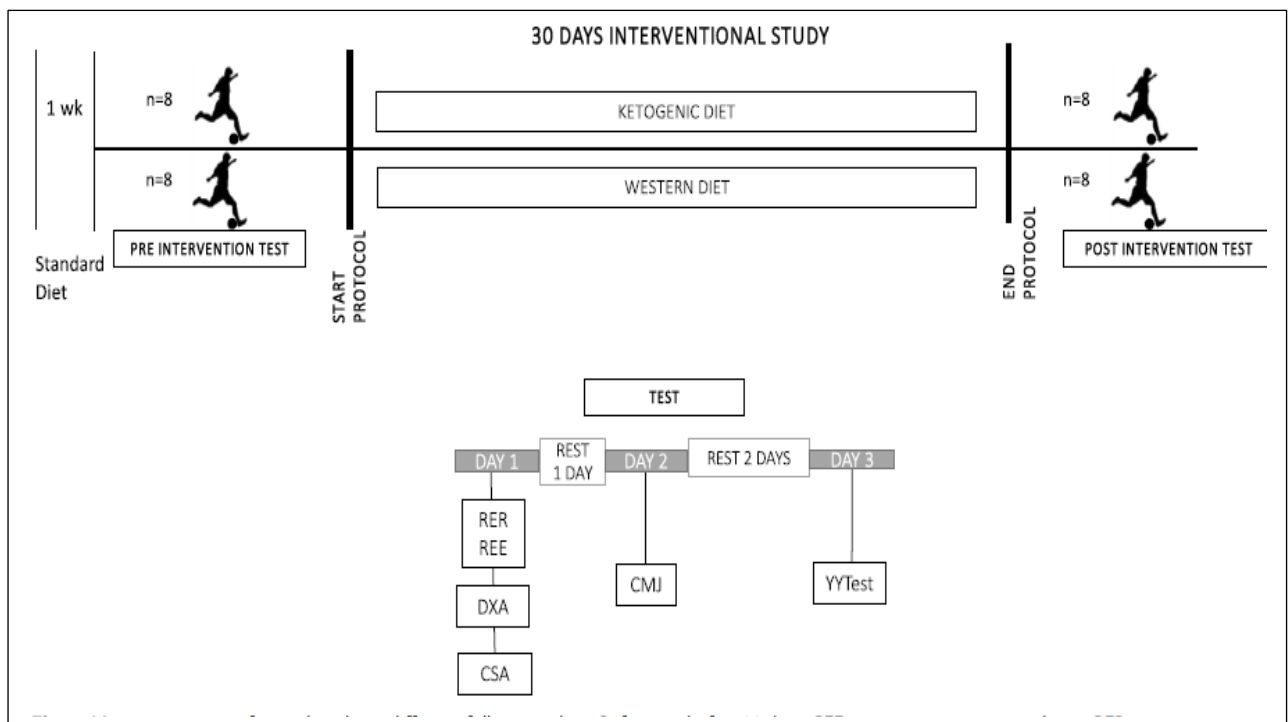 30 DAYS INTERVENTIONAL STUDY
1 wk
n=8
KETOGENIC DIET
n=8
n=8
WESTERN DIET
n=8
Standard
Diet
PRE INTERVENTION TEST
START
PROTOCOL
END
PROTOCOL
POST INTERVENTION TEST
TEST
DAY 1
REST
1 DAY
DAY 2
REST 2 DAYS
DAY 3
RER
REE
DXA
CSA
CMJ
YYTest